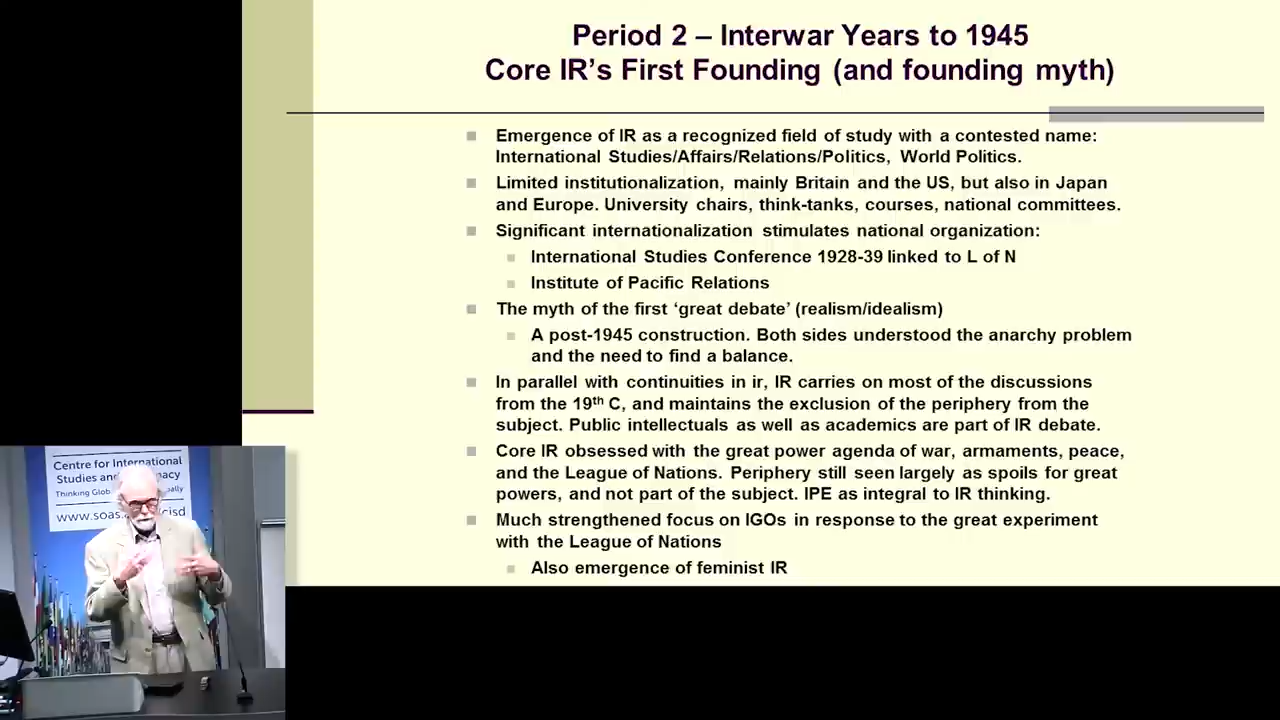 Period 2 – Interwar Years to 1945
Core IR’s First Founding (and founding myth)
Emergence of IR as a recognized field of study with a contested name:
International Studies/Affairs/Relations/Politics, World Politics.
Limited institutionalization, mainly Britain and the US, but also in Japan
and Europe. University chairs, think-tanks, courses, national committees.
Significant internationalization stimulates national organization:
International Studies Conference 1928-39 linked to L of N
Institute of Pacific Relations
The myth of the first ‘great debate’ (realism/idealism)
A post-1945 construction. Both sides understood the anarchy problem
and the need to find a balance.
In parallel with continuities in ir, IR carries on most of the discussions
from the 19th C, and maintains the exclusion of the periphery from the
subject. Public intellectuals as well as academics are part of IR debate.
Core IR obsessed with the great power agenda of war, armaments, peace,
and the League of Nations. Periphery still seen largely as spoils for great
powers, and not part of the subject. IPE as integral to IR thinking.
Much strengthened focus on IGOs in response to the great experiment
with the League of Nations
Also emergence of feminist IR
Centre for International
Studies and
Thinking
www.soas.